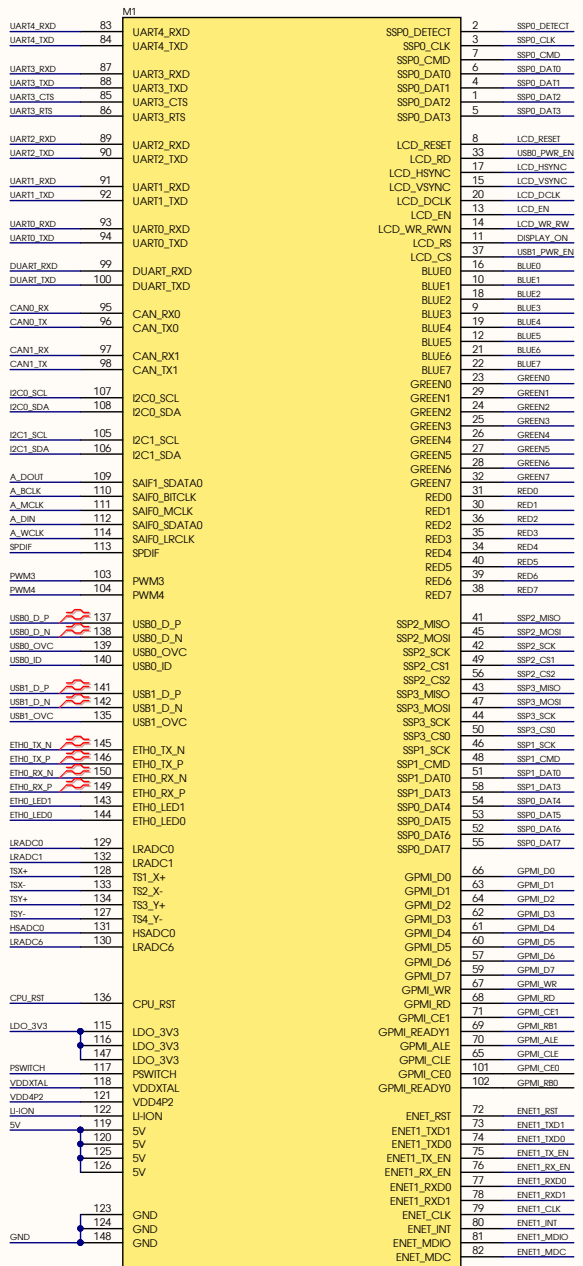 M1
UART4_RXD 83 UART4_RXD SSP0_DETECT 2 SSP0_DETECT
UART4_TXD 84 UART4_TXD SSP0_CLK 3 SSP0_CLK
SSP0_CMD 7 SSP0_CMD
UART3_RXD 87 UART3_RXD SSP0_DAT0 6 SSP0_DAT0
UART3_TXD 88 UART3_TXD SSP0_DAT1 4 SSP0_DAT1
UART3_CTS 85 UART3_CTS SSP0_DAT2 1 SSP0_DAT2
UART3_RTS 86 UART3_RTS SSP0_DAT3 5 SSP0_DAT3
UART2_RXD 89 UART2_RXD LCD_RESET 8 LCD_RESET
UART2_TXD 90 UART2_TXD LCD_RD 33 USB0_PWR_EN
LCD_HSYNC 17 LCD_HSYNC
UART1_RXD 91 UART1_RXD LCD_VSYNC 15 LCD_VSYNC
UART1_TXD 92 UART1_TXD LCD_DCLK 20 LCD_DCLK
LCD_EN 13 LCD_EN
UART0_RXD 93 UART0_RXD LCD_WR_RWN 14 LCD_WR_RW
UART0_TXD 94 UART0_TXD LCD_RS 11 DISPLAY_ON
LCD_CS 37 USB1_PWR_EN
DUART_RXD 99 DUART_RXD BLUE0 16 BLUE0
DUART_TXD 100 DUART_TXD BLUE1 10 BLUE1
BLUE2 18 BLUE2
CAN0_RX 95 CAN_RX0 BLUE3 9 BLUE3
CAN0_TX 96 CAN_TX0 BLUE4 19 BLUE4
BLUE5 12 BLUE5
CAN1_RX 97 CAN_RX1 BLUE6 21 BLUE6
CAN1_TX 98 CAN_TX1 BLUE7 22 BLUE7
GREEN0 23 GREEN0
I2C0_SCL 107 I2C0_SCL GREEN1 29 GREEN1
I2C0_SDA 108 I2C0_SDA GREEN2 24 GREEN2
GREEN3 25 GREEN3
I2C1_SCL 105 I2C1_SCL GREEN4 26 GREEN4
I2C1_SDA 106 I2C1_SDA GREEN5 27 GREEN5
GREEN6 28 GREEN6
A_DOUT 109 SAIF1_SDATA0 GREEN7 32 GREEN7
A_BCLK 110 SAIF0_BITCLK RED0 31 RED0
A_MCLK 111 SAIF0_MCLK RED1 30 RED1
A_DIN 112 SAIF0_SDATA0 RED2 36 RED2
A_WCLK 114 SAIF0_LRCLK RED3 35 RED3
SPDIF 113 SPDIF RED4 34 RED4
RED5 40 RED5
PWM3 103 PWM3 RED6 39 RED6
PWM4 104 PWM4 RED7 38 RED7
USB0_D_P 137 USB0_D_P SSP2_MISO 41 SSP2_MISO
USB0_D_N 138 USB0_D_N SSP2_MOSI 45 SSP2_MOSI
USB0_OVC 139 USB0_OVC SSP2_SCK 42 SSP2_SCK
USB0_ID 140 USB0_ID SSP2_CS1 49 SSP2_CS1
SSP2_CS2 56 SSP2_CS2
USB1_D_P 141 USB1_D_P SSP3_MISO 43 SSP3_MISO
USB1_D_N 142 USB1_D_N SSP3_MOSI 47 SSP3_MOSI
USB1_OVC 135 USB1_OVC SSP3_SCK 44 SSP3_SCK
SSP3_CS0 50 SSP3_CS0
ETH0_TX_N 145 ETH0_TX_N SSP1_SCK 46 SSP1_SCK
ETH0_TX_P 146 ETH0_TX_P SSP1_CMD 48 SSP1_CMD
ETH0_RX_N 150 ETH0_RX_N SSP1_DAT0 51 SSP1_DAT0
ETH0_RX_P 149 ETH0_RX_P SSP1_DAT3 58 SSP1_DAT3
ETH0_LED1 143 ETH0_LED1 SSP0_DAT4 54 SSP0_DAT4
ETH0_LED0 144 ETH0_LED0 SSP0_DAT5 53 SSP0_DAT5
SSP0_DAT6 52 SSP0_DAT6
LRADC0 129 LRADC0 SSP0_DAT7 55 SSP0_DAT7
LRADC1 132 LRADC1
TSX+ 128 TS1_X+ GPMI_D0 66 GPMI_D0
TSX- 133 TS2_X- GPMI_D1 63 GPMI_D1
TSY+ 134 TS3_Y+ GPMI_D2 64 GPMI_D2
TSY- 127 TS4_Y- GPMI_D3 62 GPMI_D3
HSADC0 131 HSADC0 GPMI_D4 61 GPMI_D4
LRADC6 130 LRADC6 GPMI_D5 60 GPMI_D5
GPMI_D6 57 GPMI_D6
GPMI_D7 59 GPMI_D7
GPMI_WR 67 GPMI_WR
CPU_RST 136 CPU_RST GPMI_RD 68 GPMI_RD
GPMI_CE1 71 GPMI_CE1
LDO_3V3 115 LDO_3V3 GPMI_READY1 69 GPMI_RB1
116 LDO_3V3 GPMI_ALE 70 GPMI_ALE
147 LDO_3V3 GPMI_CLE 65 GPMI_CLE
PSWITCH 117 PSWITCH GPMI_CE0 101 GPMI_CE0
VDDXTAL 118 VDDXTAL GPMI_READY0 102 GPMI_RB0
VDD4P2 121 VDD4P2
LI-ION 122 LI-ION ENET_RST 72 ENET1_RST
5V 119 5V ENET1_TXD1 73 ENET1_TXD1
120 5V ENET1_TXD0 74 ENET1_TXD0
125 5V ENET1_TX_EN 75 ENET1_TX_EN
126 5V ENET1_RX_EN 76 ENET1_RX_EN
ENET1_RXD0 77 ENET1_RXD0
ENET1_RXD1 78 ENET1_RXD1
123 GND ENET_CLK 79 ENET1_CLK
124 GND ENET_INT 80 ENET1_INT
GND 148 GND ENET_MDIO 81 ENET1_MDIO
ENET_MDC 82 ENET1_MDC